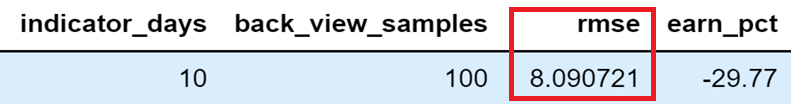 indicator_days back_view_samples rmse earn_pct
10 100 8.090721 -29.77